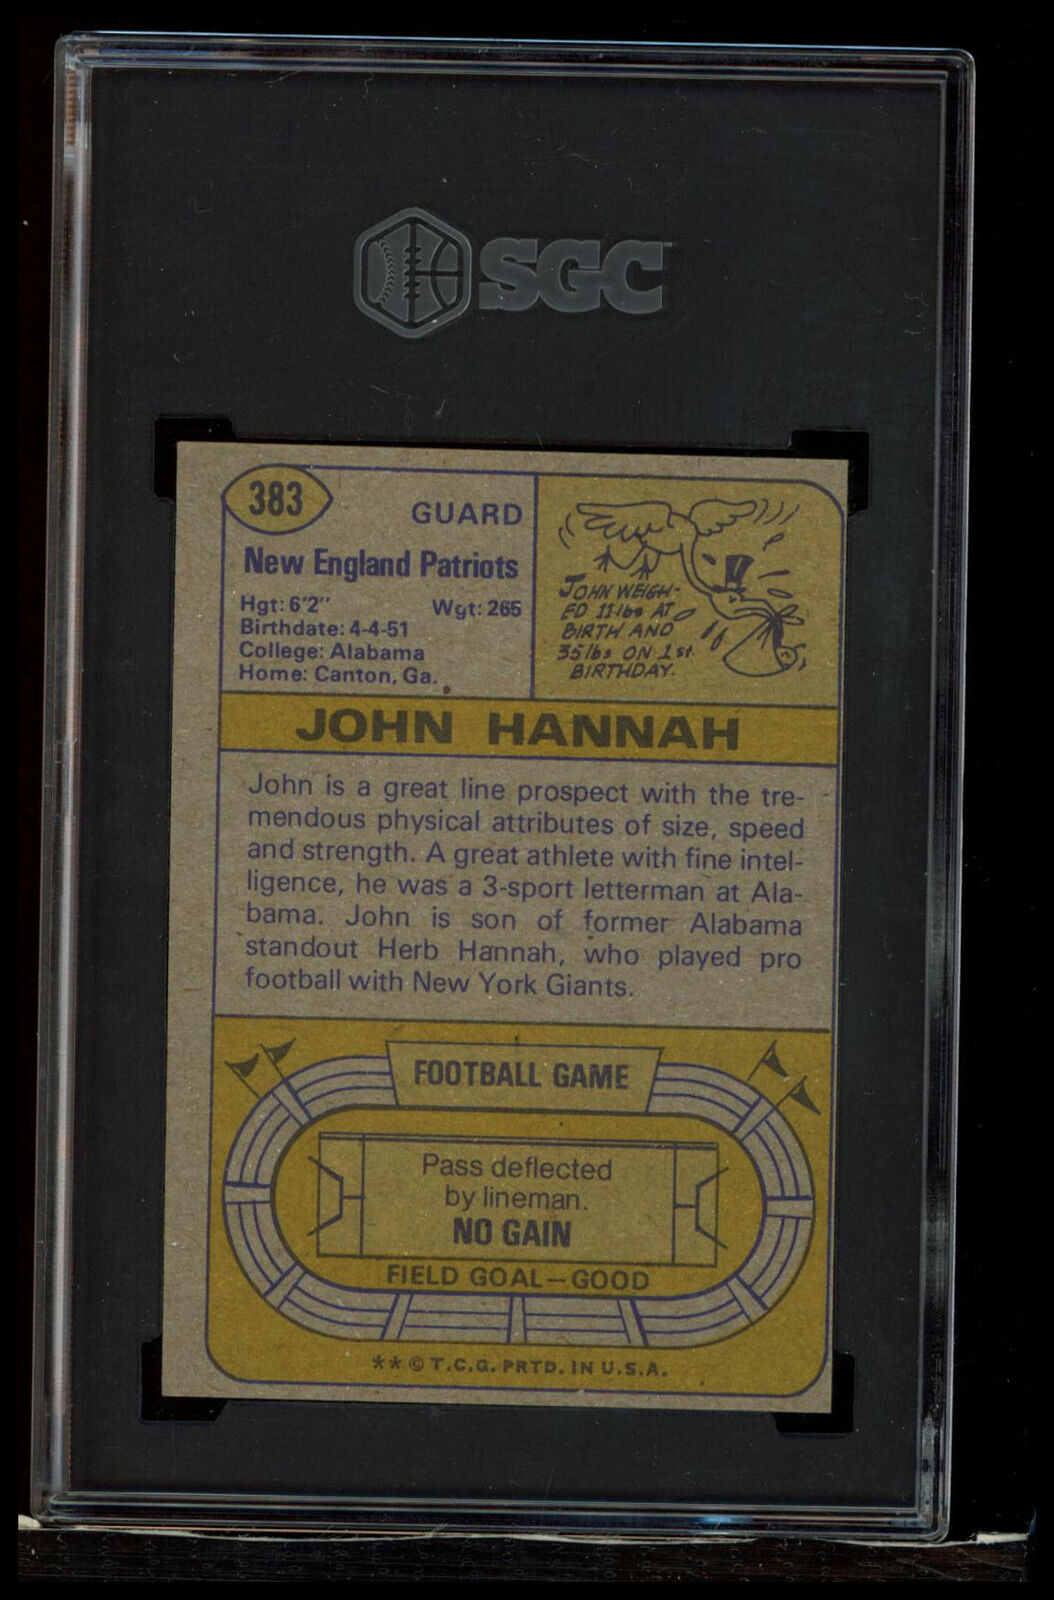 SGC
383
GUARD
New England Patriots
Hgt: 6'2" Wgt: 265
Birthdate: 4-4-51
College: Alabama
Home: Canton, Ga.
JOHN WEIGH-
ED 11 lbs AT
BIRTH AND
35 lbs ON 1st
BIRTHDAY.
JOHN HANNAH
John is a great line prospect with the tre-
mendous physical attributes of size, speed
and strength. A great athlete with fine intel-
ligence, he was a 3-sport letterman at Ala-
bama. John is son of former Alabama
standout Herb Hannah, who played pro
football with New York Giants.
FOOTBALL GAME
Pass deflected
by lineman.
NO GAIN
FIELD GOAL—GOOD
** © T.C.G. PRTD. IN U.S.A.